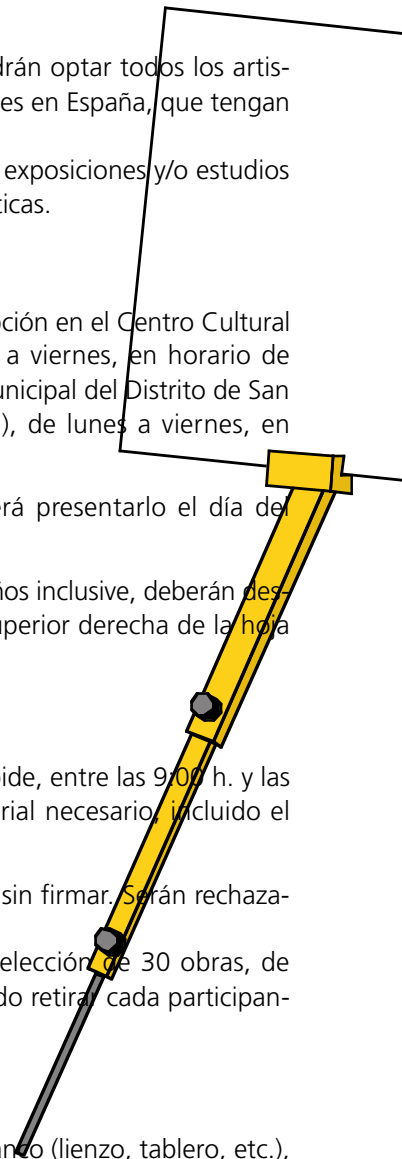 drán optar todos los artis-
es en España, que tengan
exposiciones y/o estudios
ticas.
ción en el Centro Cultural
a viernes, en horario de
unicipal del Distrito de San
), de lunes a viernes, en
erá presentarlo el día del
ños inclusive, deberán des-
uperior derecha de la hoja
bide, entre las 9:00 h. y las
rial necesario, incluido el
sin firmar. Serán rechaza-
elección de 30 obras, de
do retirar cada participan-
anco (lienzo, tablero, etc.),